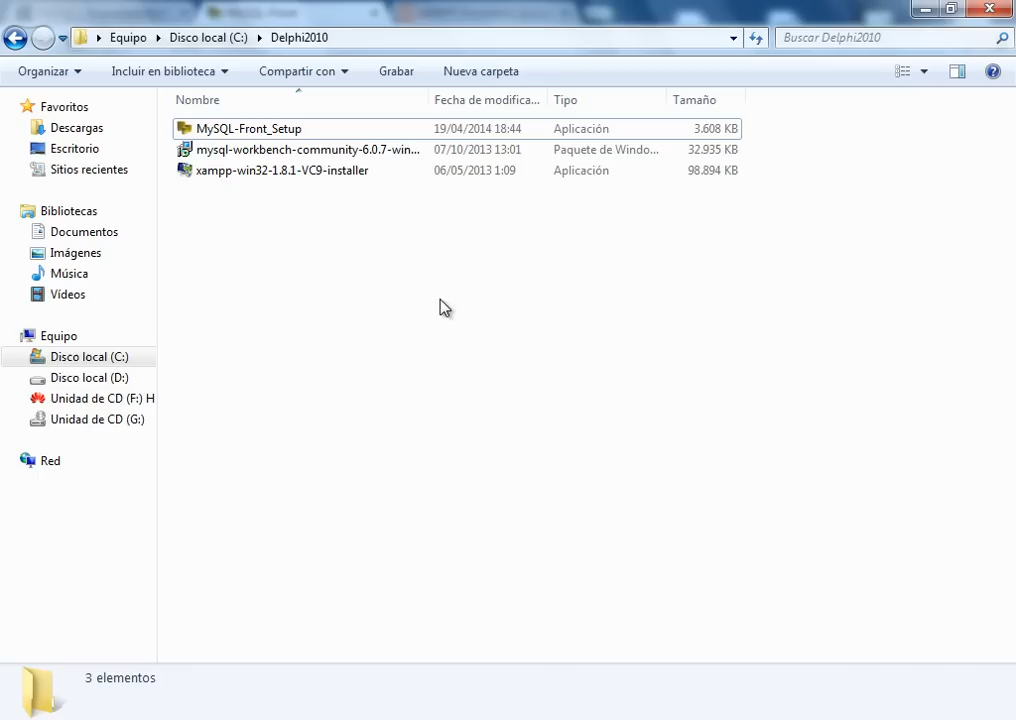 Equipo Disco local (C:) Delphi2010
Buscar Delphi2010
Organizar Incluir en biblioteca Compartir con Grabar Nueva carpeta
Favoritos
Descargas
Escritorio
Sitios recientes
Bibliotecas
Documentos
Imágenes
Música
Vídeos
Equipo
Disco local (C:)
Disco local (D:)
Unidad de CD (F:) H
Unidad de CD (G:)
Red
Nombre Fecha de modifica... Tipo Tamaño
MySQL-Front_Setup 19/04/2014 18:44 Aplicación 3.608 KB
mysql-workbench-community-6.0.7-win... 07/10/2013 13:01 Paquete de Windo... 32.935 KB
xampp-win32-1.8.1-VC9-installer 06/05/2013 1:09 Aplicación 98.894 KB
3 elementos